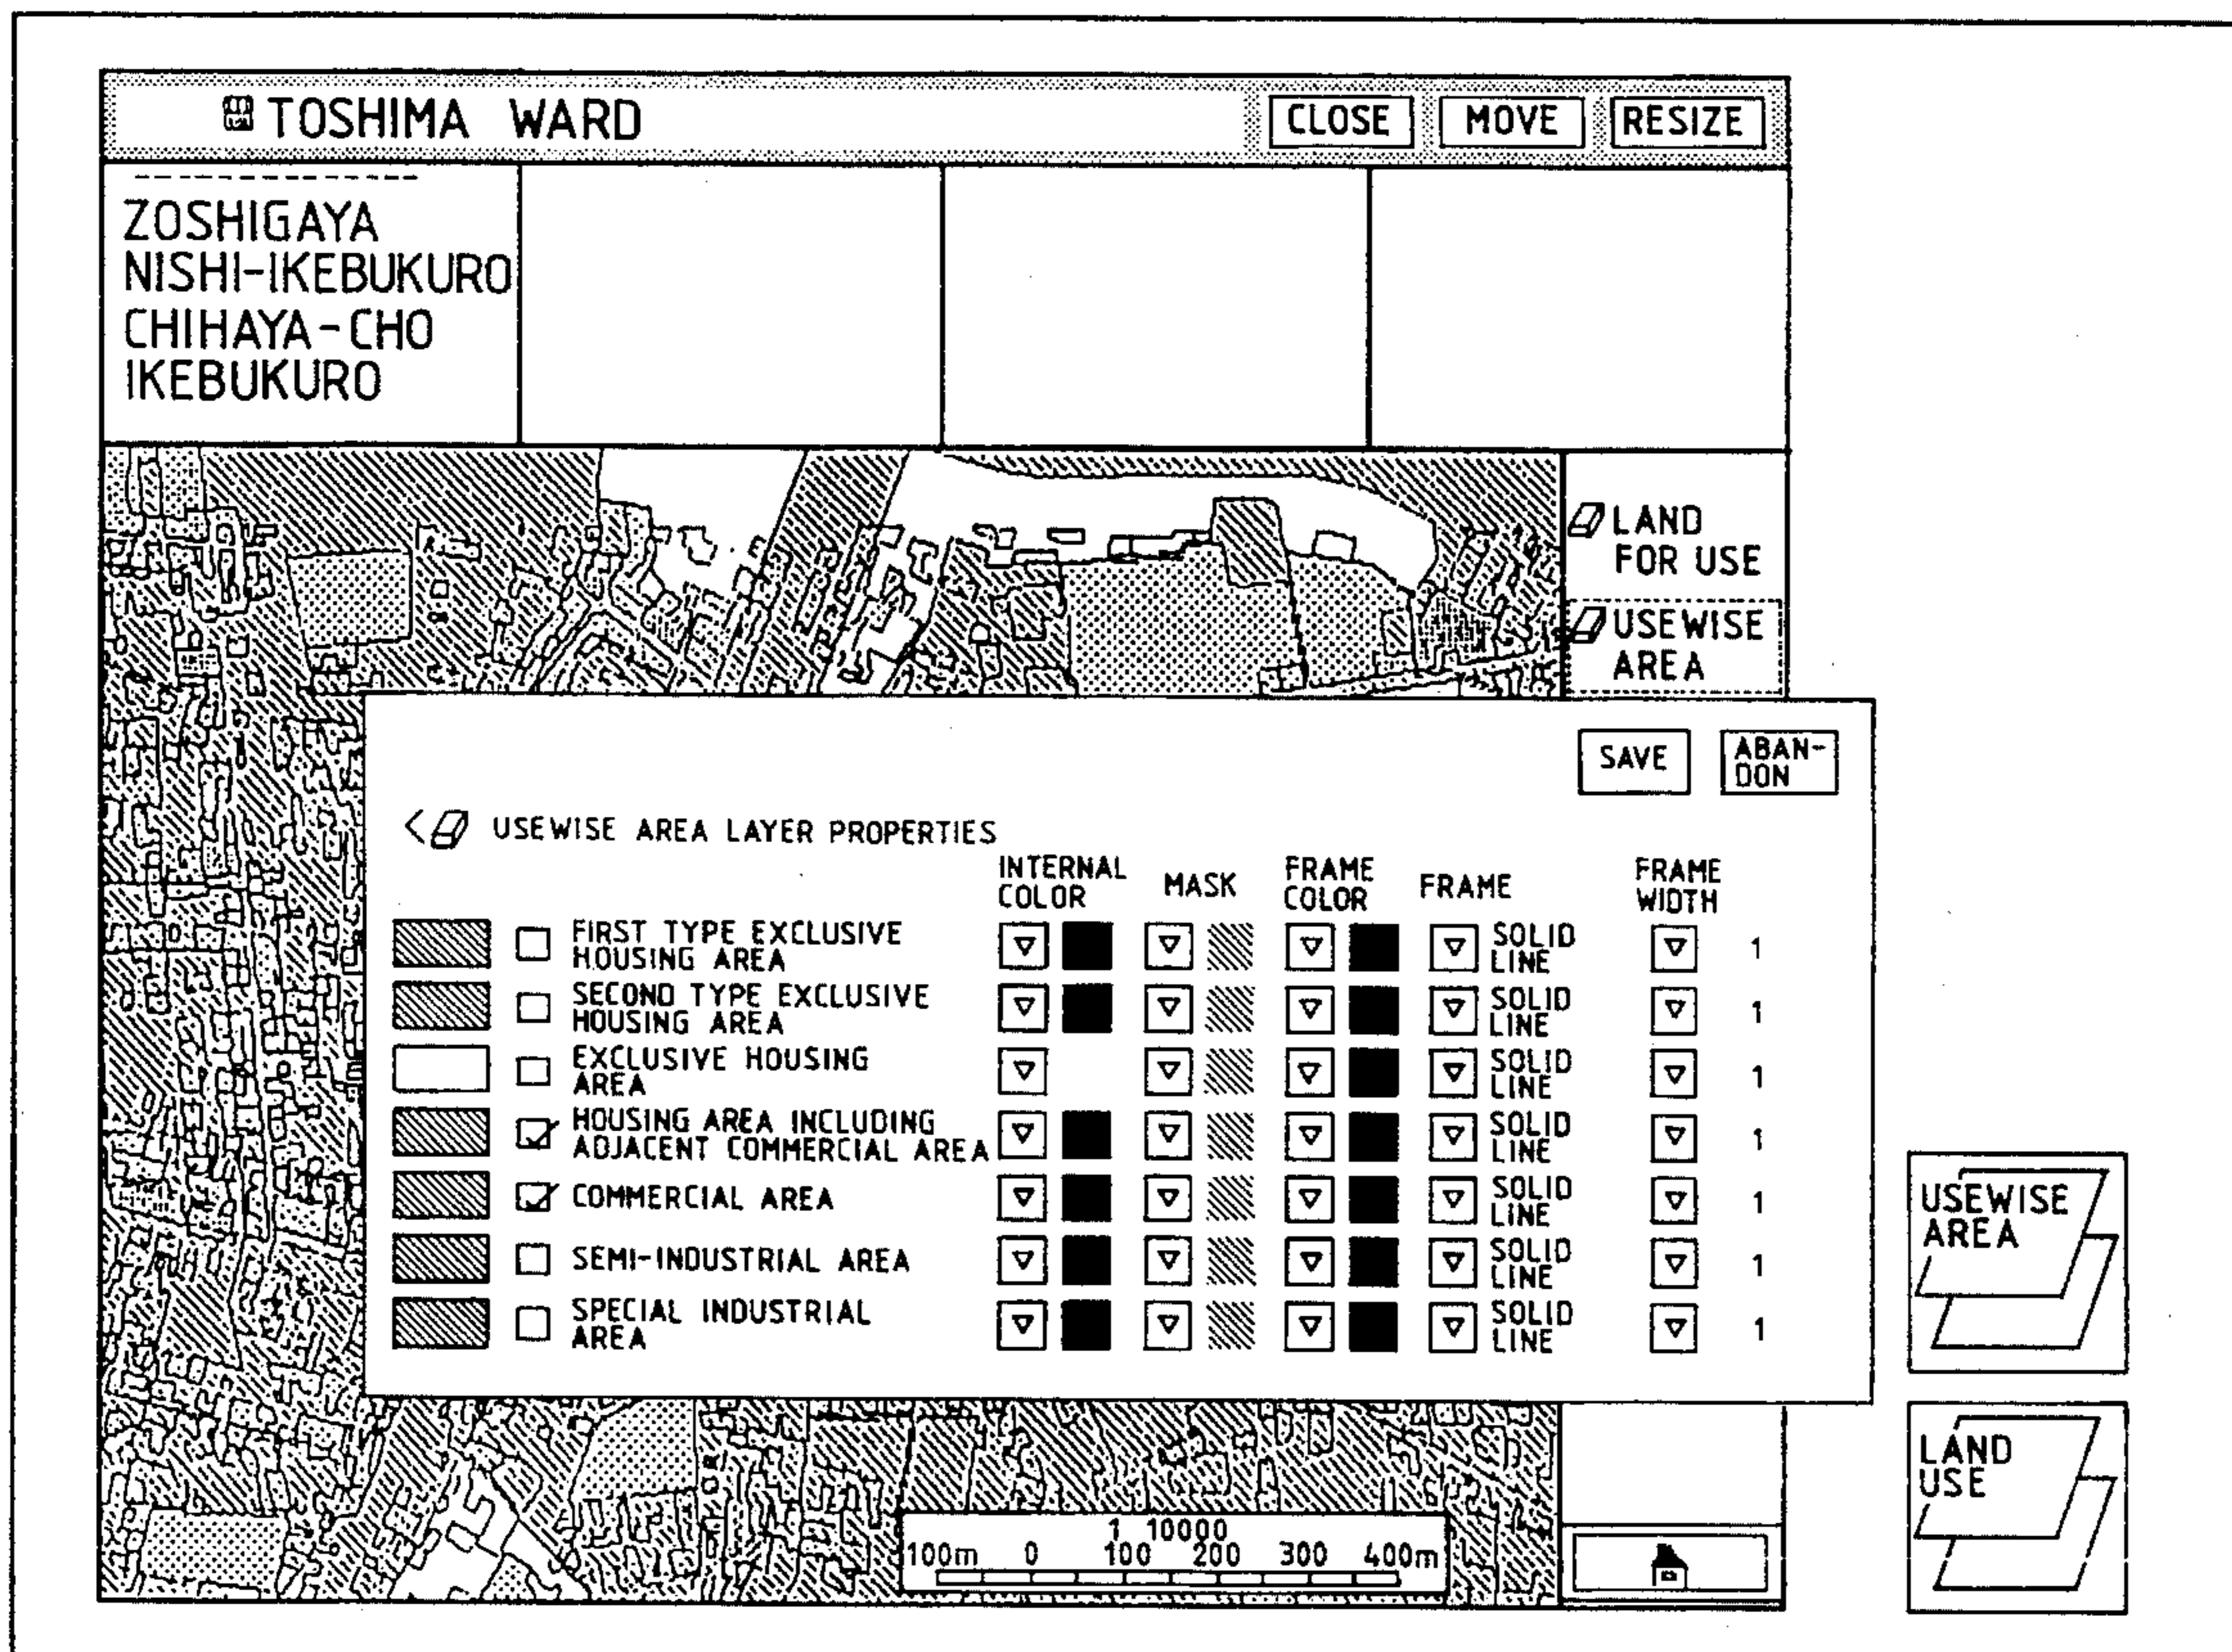 TOSHIMA WARD
CLOSE
MOVE
RESIZE
ZOSHIGAYA
NISHI-IKEBUKURO
CHIHAYA-CHO
IKEBUKURO
LAND
FOR USE
USEWISE
AREA
SAVE
ABAN-
DON
< USEWISE AREA LAYER PROPERTIES
INTERNAL
COLOR
MASK
FRAME
COLOR
FRAME
FRAME
WIDTH
FIRST TYPE EXCLUSIVE
HOUSING AREA
SOLID
LINE
1
SECOND TYPE EXCLUSIVE
HOUSING AREA
SOLID
LINE
1
EXCLUSIVE HOUSING
AREA
SOLID
LINE
1
HOUSING AREA INCLUDING
ADJACENT COMMERCIAL AREA
SOLID
LINE
1
COMMERCIAL AREA
SOLID
LINE
1
SEMI-INDUSTRIAL AREA
SOLID
LINE
1
SPECIAL INDUSTRIAL
AREA
SOLID
LINE
1
USEWISE
AREA
LAND
USE
1 10000
100m 0 100 200 300 400m